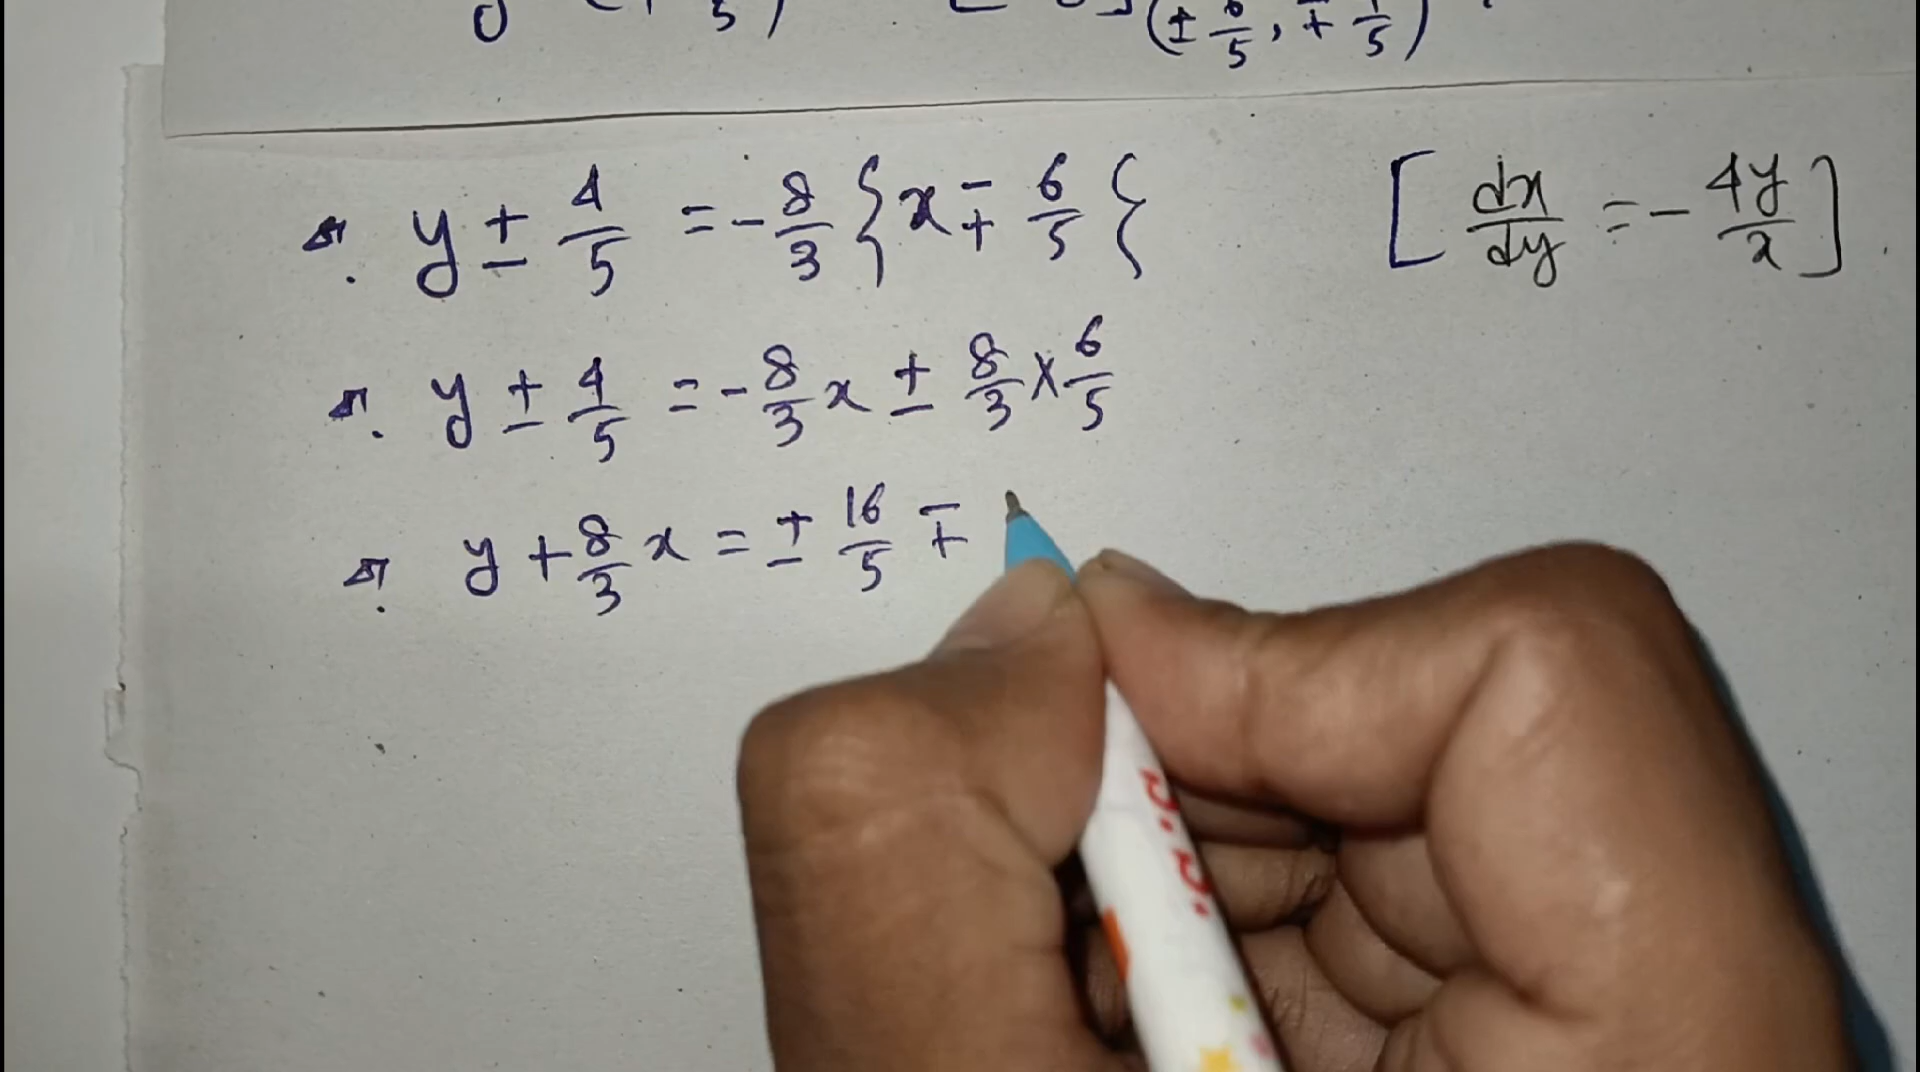 (± 6/5, ∓ 4/5)
বা. y ± 4/5 = - 8/3 {x ∓ 6/5} [dx/dy = - 4y/x]
বা. y ± 4/5 = - 8/3 x ± 8/3 × 6/5
বা. y + 8/3 x = ± 16/5 ∓